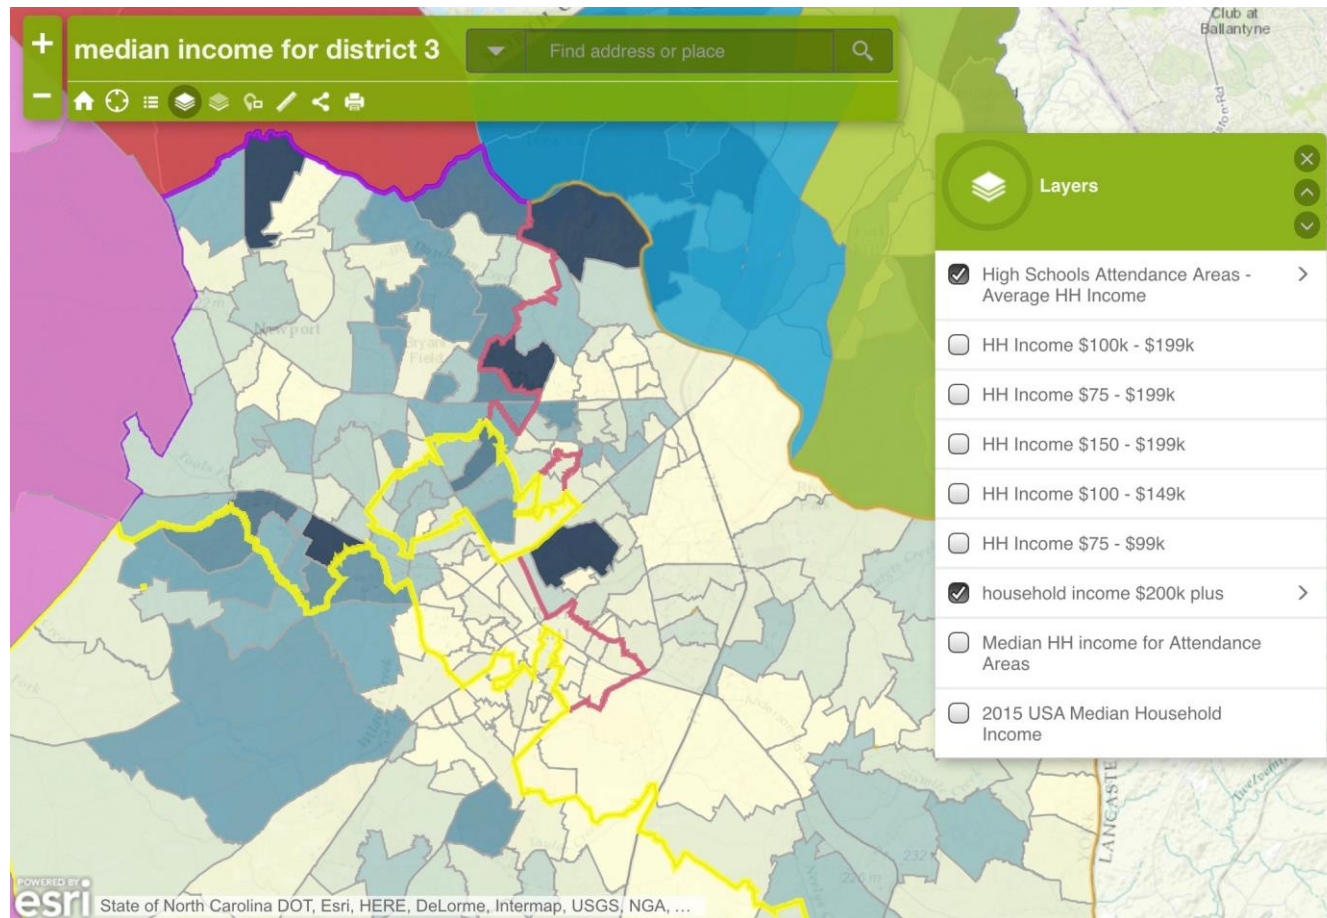 median income for district 3
Find address or place
Club at
Ballantyne
Layers
High Schools Attendance Areas -
Average HH Income
HH Income $100k - $199k
HH Income $75 - $199k
HH Income $150 - $199k
HH Income $100 - $149k
HH Income $75 - $99k
household income $200k plus
Median HH income for Attendance
Areas
2015 USA Median Household
Income
Newport
Bryant
Field
LANCASTE
POWERED BY
esri
State of North Carolina DOT, Esri, HERE, DeLorme, Intermap, USGS, NGA, ...